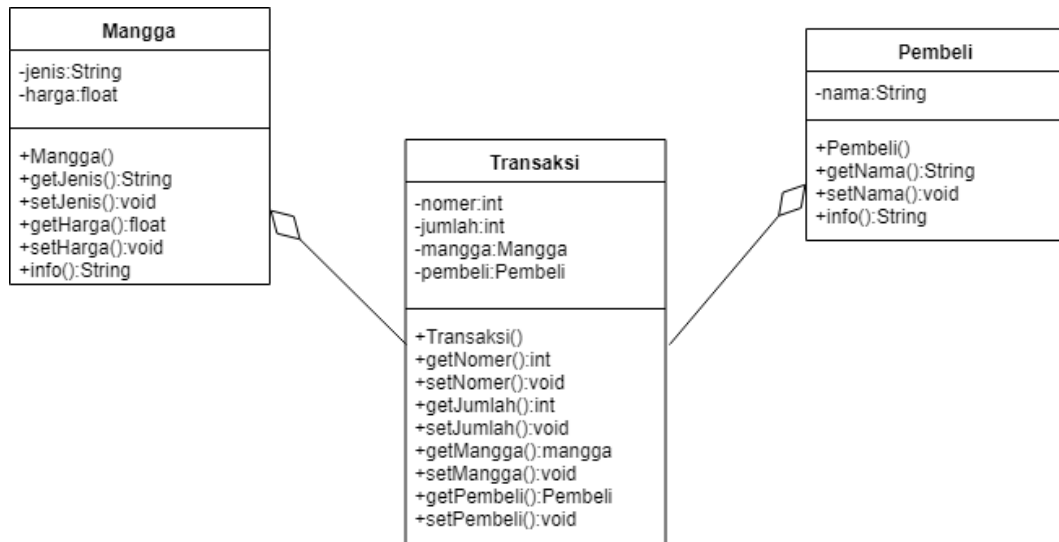 Mangga
-jenis:String
-harga:float
+Mangga()
+getJenis():String
+setJenis():void
+getHarga():float
+setHarga():void
+info():String
Transaksi
-nomer:int
-jumlah:int
-mangga:Mangga
-pembeli:Pembeli
+Transaksi()
+getNomer():int
+setNomer():void
+getJumlah():int
+setJumlah():void
+getMangga():mangga
+setMangga():void
+getPembeli():Pembeli
+setPembeli():void
Pembeli
-nama:String
+Pembeli()
+getNama():String
+setNama():void
+info():String